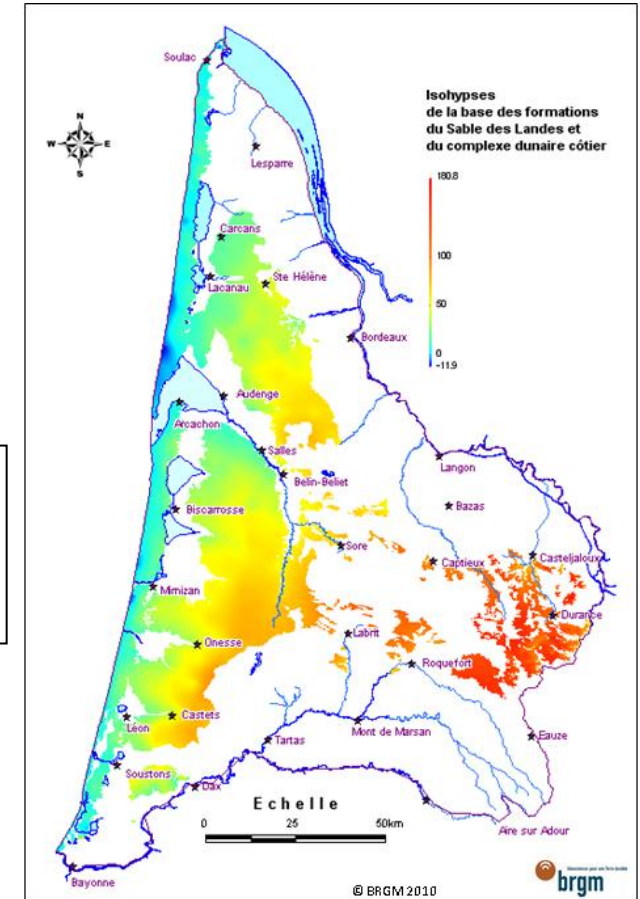 Soulac
Isohypses
de la base des formations
du Sable des Landes et
du complexe dunaire côtier
N
W
E
S
Lesparre
180.8
100
50
0
-11.9
Carcans
Ste Hélène
Lacanau
Bordeaux
Audenge
Arcachon
Salles
Langon
Belin-Beliet
Bazas
Biscarrosse
Sore
Captieux
Casteljaloux
Mimizan
Durance
Labrit
Onesse
Roquefort
Castets
Léon
Mont de Marsan
Tartas
Eauze
Soustons
Dax
Echelle
0 25 50km
Aire sur Adour
Bayonne
© BRGM 2010
brgm